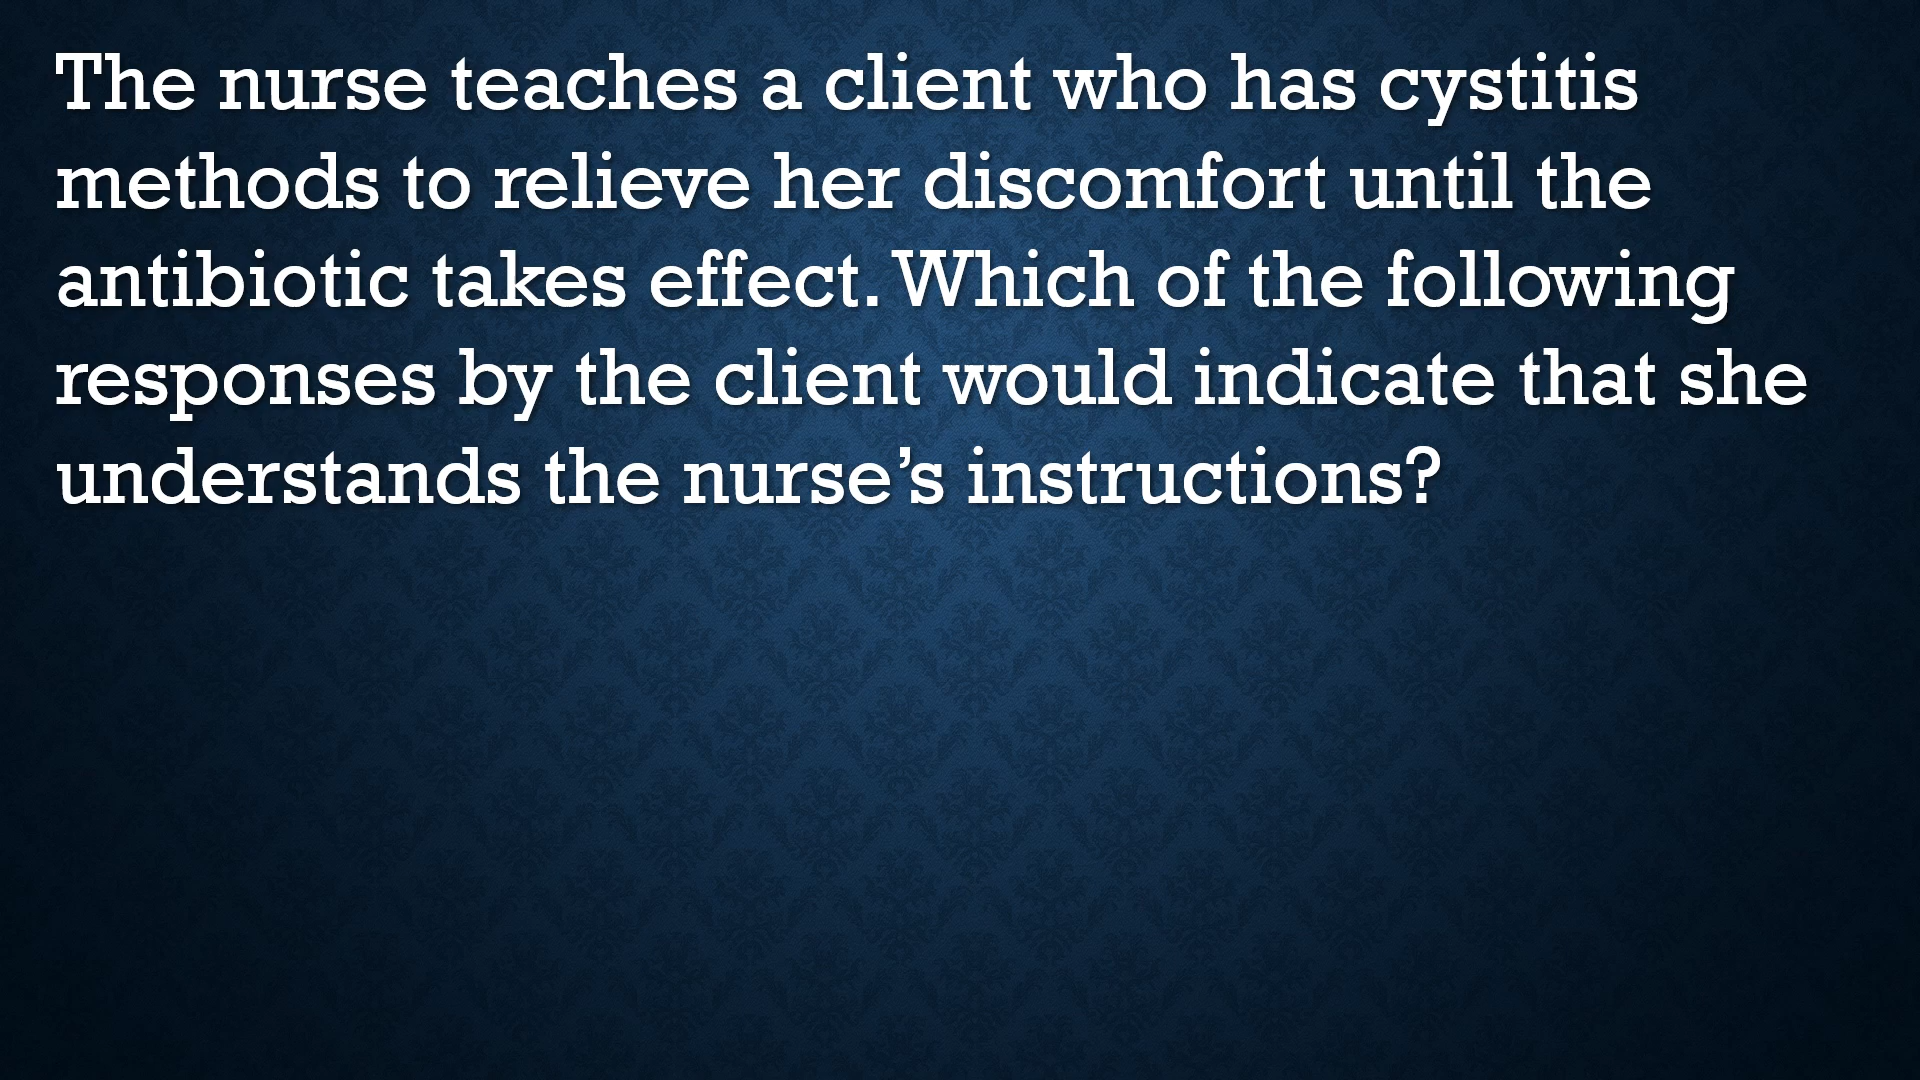 The nurse teaches a client who has cystitis
methods to relieve her discomfort until the
antibiotic takes effect. Which of the following
responses by the client would indicate that she
understands the nurse’s instructions?